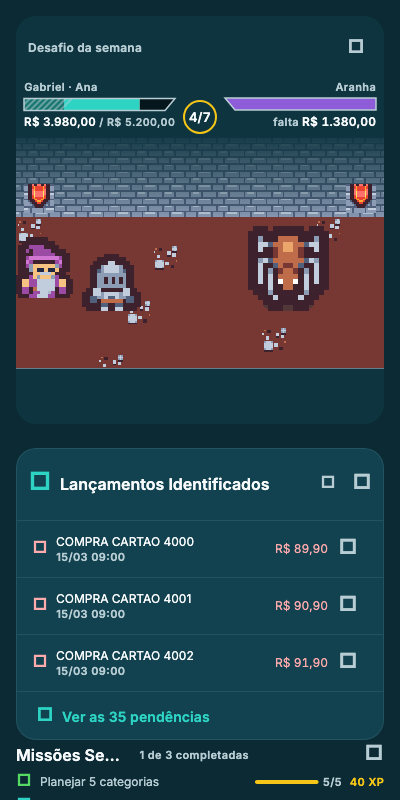 Desafio da semana
Gabriel · Ana
Aranha
R$ 3.980,00 / R$ 5.200,00
4/7
falta R$ 1.380,00
Lançamentos Identificados
COMPRA CARTAO 4000
15/03 09:00
R$ 89,90
COMPRA CARTAO 4001
15/03 09:00
R$ 90,90
COMPRA CARTAO 4002
15/03 09:00
R$ 91,90
Ver as 35 pendências
Missões Se... 1 de 3 completadas
Planejar 5 categorias 5/5 40 XP